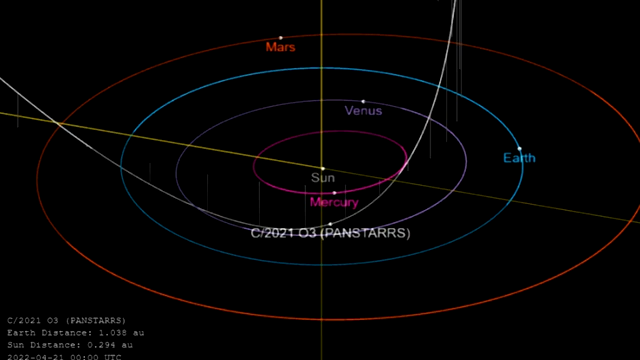 Mars
Venus
Earth
Sun
Mercury
C/2021 O3 (PANSTARRS)
C/2021 O3 (PANSTARRS)
Earth Distance: 1.038 au
Sun Distance: 0.294 au
2022-04-21 00:00 UTC